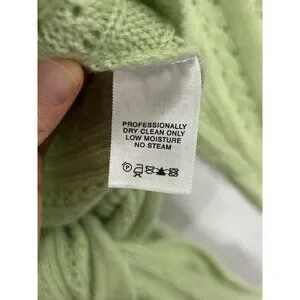 PROFESSIONALLY
DRY CLEAN ONLY
LOW MOISTURE
NO STEAM
P